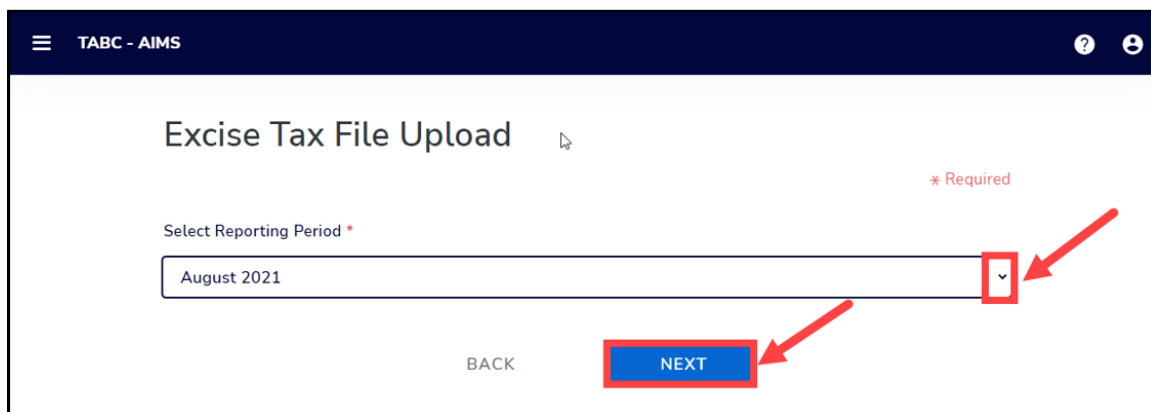 TABC - AIMS
Excise Tax File Upload
* Required
Select Reporting Period *
August 2021
BACK NEXT